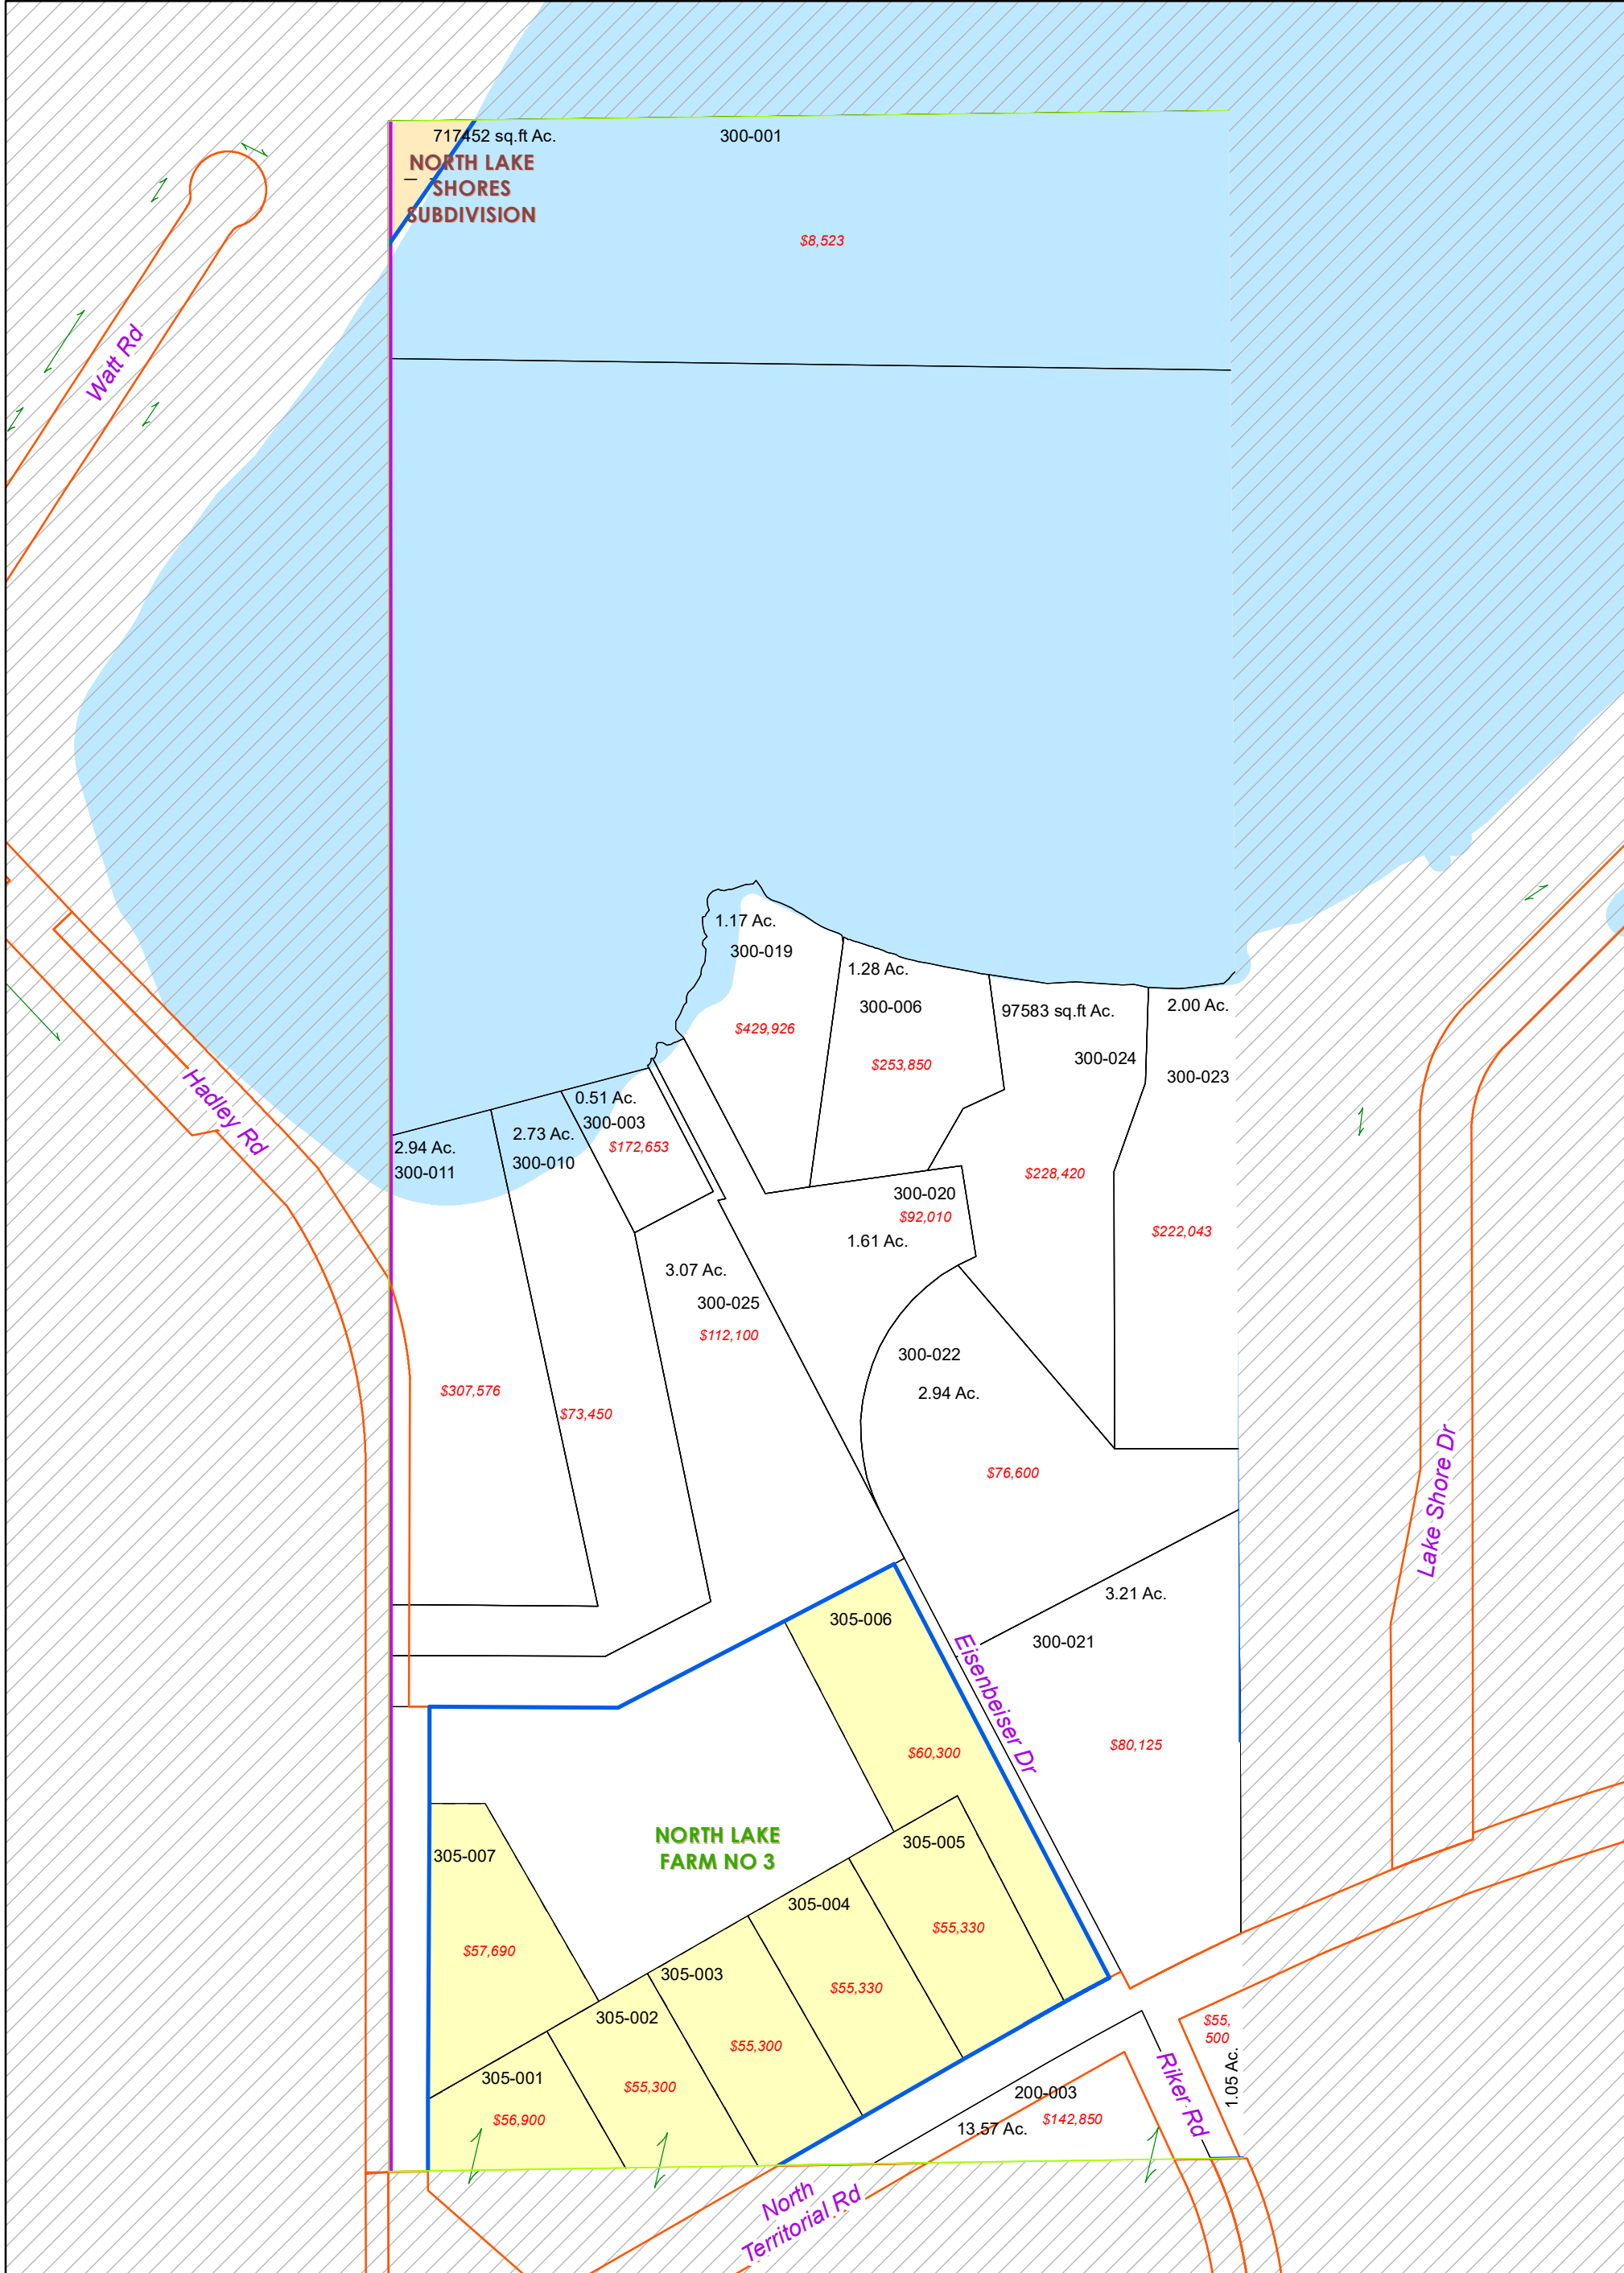 717452 sq.ft Ac.
300-001
NORTH LAKE
SHORES
SUBDIVISION
$8,523
Watt Rd
1.17 Ac.
300-019
$429,926
1.28 Ac.
300-006
$253,850
97583 sq.ft Ac.
300-024
$228,420
2.00 Ac.
300-023
$222,043
Hadley Rd
2.94 Ac.
300-011
$307,576
2.73 Ac.
300-010
$73,450
0.51 Ac.
300-003
$172,653
3.07 Ac.
300-025
$112,100
300-020
$92,010
1.61 Ac.
300-022
2.94 Ac.
$76,600
Lake Shore Dr
3.21 Ac.
300-021
$80,125
Eisenbeiser Dr
305-006
$60,300
NORTH LAKE
FARM NO 3
305-007
$57,690
305-005
$55,330
305-004
$55,330
305-003
$55,300
305-002
$55,300
305-001
$56,900
$55,
500
1.05 Ac.
Riker Rd
200-003
13.57 Ac.
$142,850
North
Territorial Rd